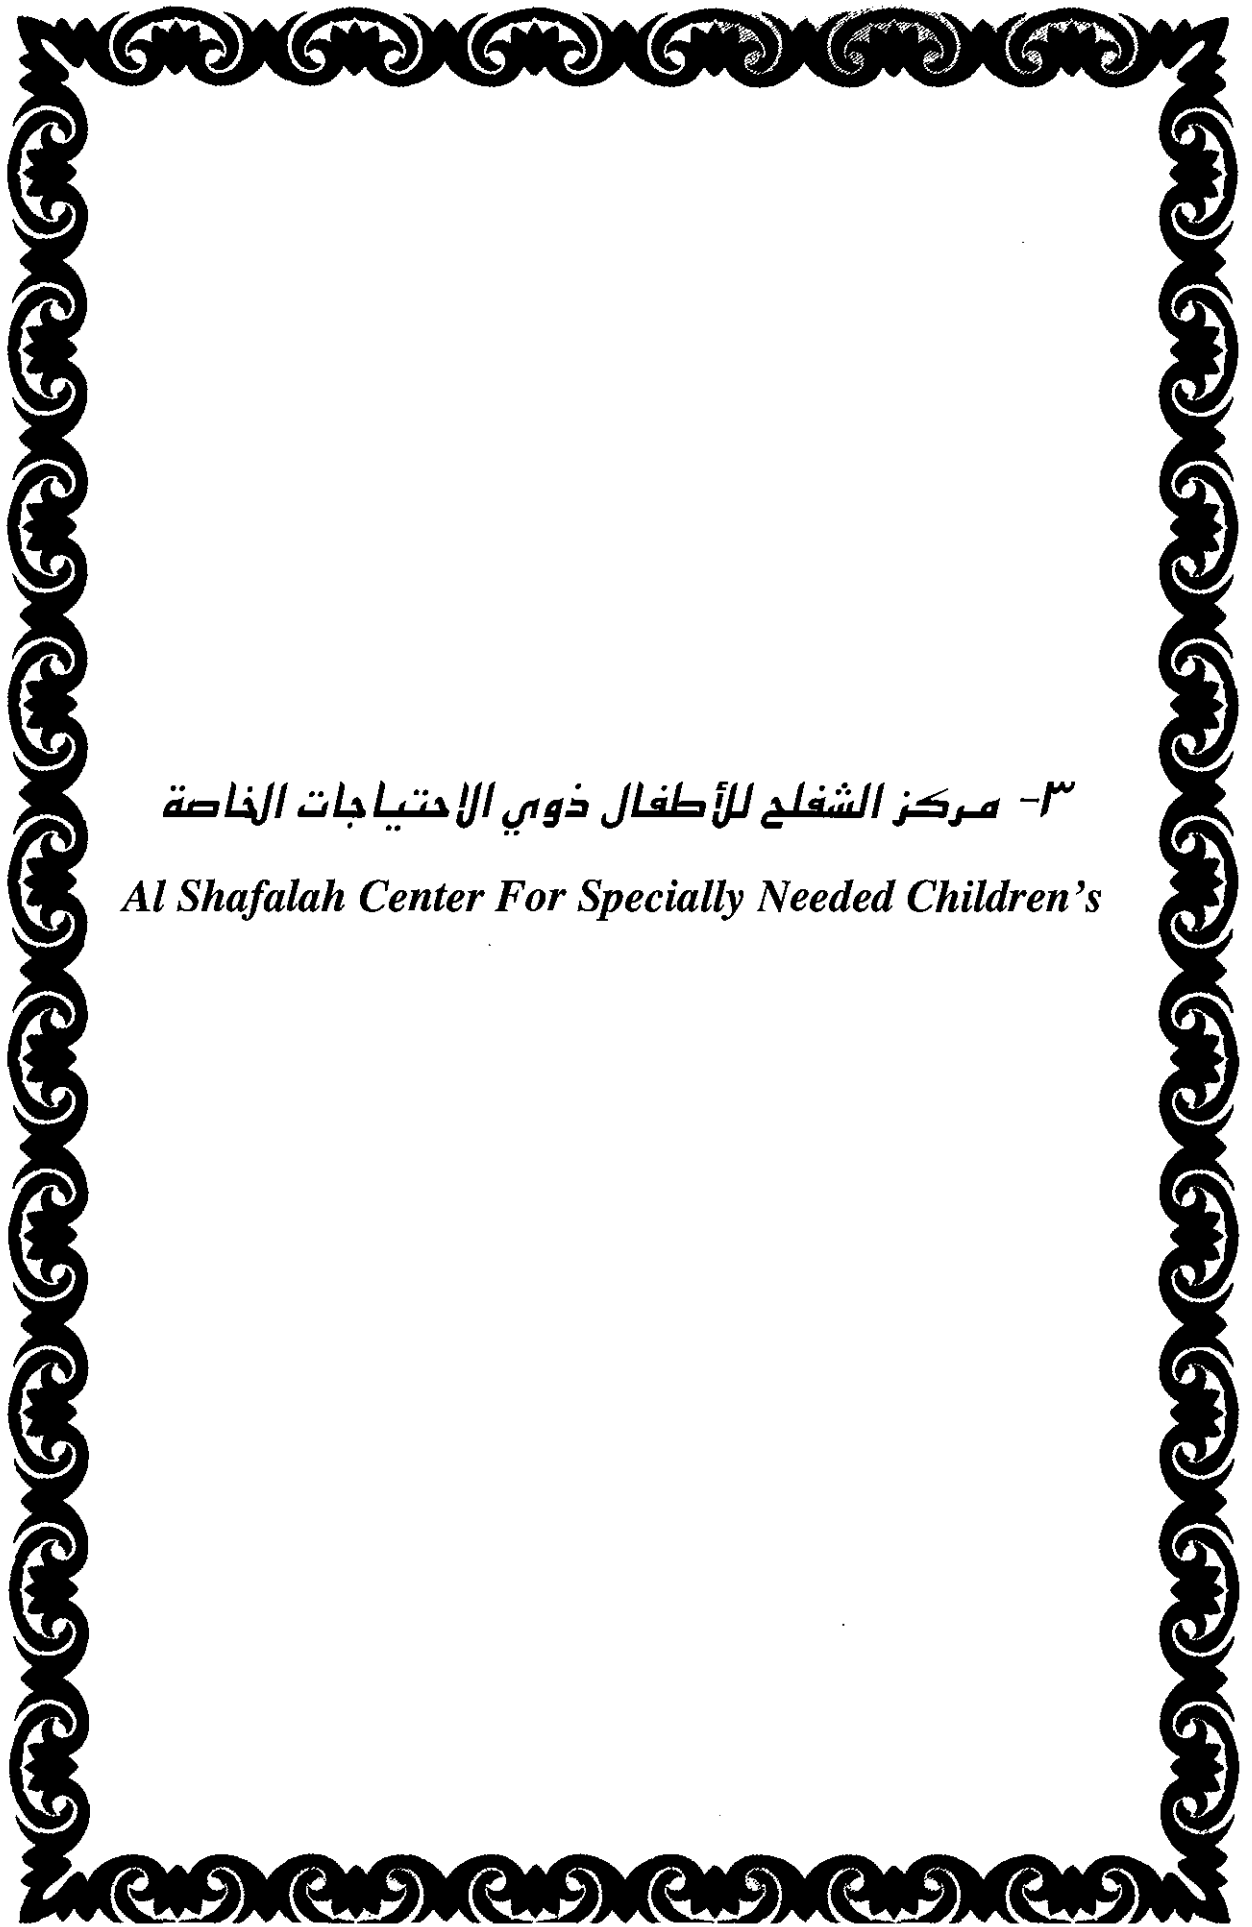 ٣- مركز الشفلح للأطفال ذوي الاحتياجات الخاصة
Al Shafalah Center For Specially Needed Children's